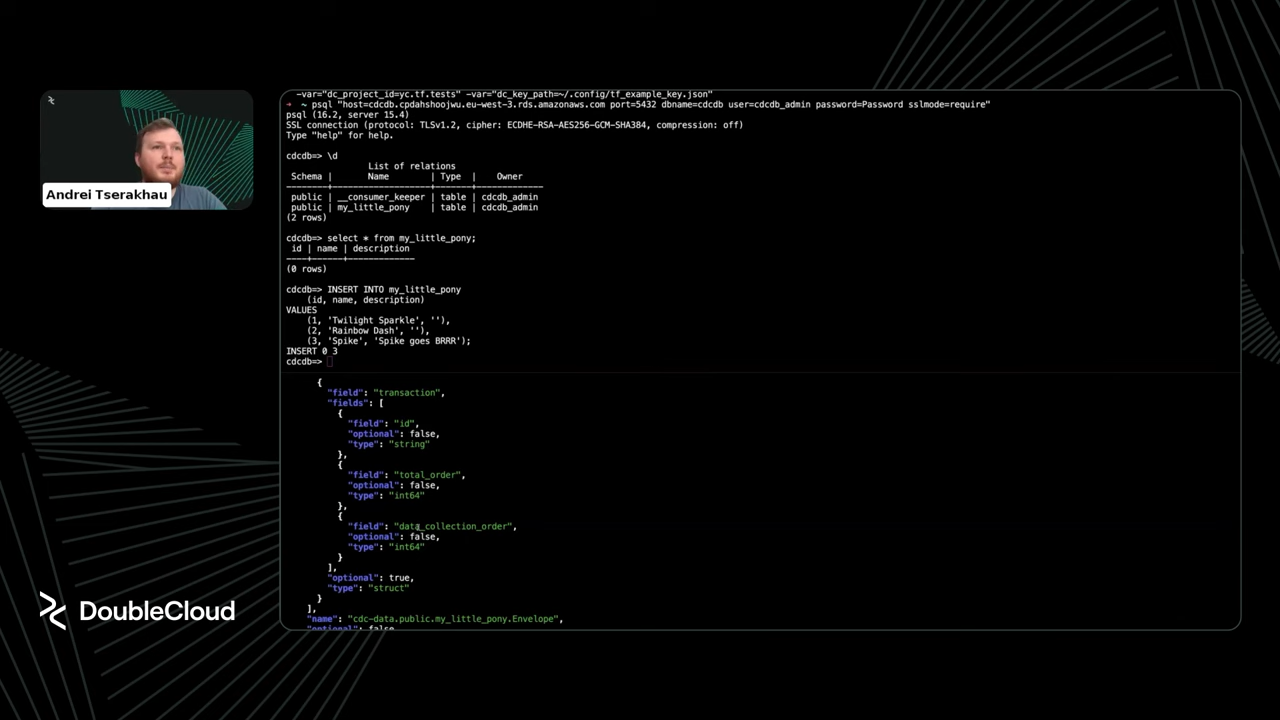 -var="dc_project_id=yc.tf.tests" -var="dc_key_path=~/.config/tf_example_key.json"
→ ~ psql "host=cdcdb.cpdahshoojwu.eu-west-3.rds.amazonaws.com port=5432 dbname=cdcdb user=cdcdb_admin password=Password sslmode=require"
psql (16.2, server 15.4)
SSL connection (protocol: TLSv1.2, cipher: ECDHE-RSA-AES256-GCM-SHA384, compression: off)
Type "help" for help.
cdcdb=> \d
List of relations
Schema | Name | Type | Owner
--------+-------------------+-------+-------------
public | __consumer_keeper | table | cdcdb_admin
public | my_little_pony | table | cdcdb_admin
(2 rows)
cdcdb=> select * from my_little_pony;
id | name | description
----+------+-------------
(0 rows)
cdcdb=> INSERT INTO my_little_pony
(id, name, description)
VALUES
(1, 'Twilight Sparkle', ''),
(2, 'Rainbow Dash', ''),
(3, 'Spike', 'Spike goes BRRR');
INSERT 0 3
cdcdb=>
{
"field": "transaction",
"fields": [
{
"field": "id",
"optional": false,
"type": "string"
},
{
"field": "total_order",
"optional": false,
"type": "int64"
},
{
"field": "data_collection_order",
"optional": false,
"type": "int64"
}
],
"optional": true,
"type": "struct"
}
],
"name": "cdc-data.public.my_little_pony.Envelope",
"optional": false
Andrei Tserakhau
DoubleCloud